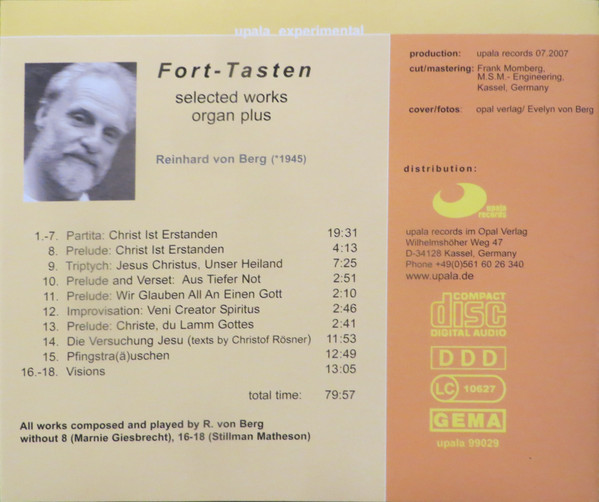 upala experimental
Fort-Tasten
selected works
organ plus
Reinhard von Berg (*1945)
1.-7. Partita: Christ Ist Erstanden 19:31
8. Prelude: Christ Ist Erstanden 4:13
9. Triptych: Jesus Christus, Unser Heiland 7:25
10. Prelude and Verset: Aus Tiefer Not 2:51
11. Prelude: Wir Glauben All An Einen Gott 2:10
12. Improvisation: Veni Creator Spiritus 2:46
13. Prelude: Christe, du Lamm Gottes 2:41
14. Die Versuchung Jesu (texts by Christof Rösner) 11:53
15. Pfingstra(ä)uschen 12:49
16.-18. Visions 13:05
total time: 79:57
All works composed and played by R. von Berg
without 8 (Marnie Giesbrecht), 16-18 (Stillman Matheson)
production: upala records 07.2007
cut/mastering: Frank Momberg,
M.S.M.- Engineering,
Kassel, Germany
cover/fotos: opal verlag/ Evelyn von Berg
distribution:
upala
records
upala records im Opal Verlag
Wilhelmshöher Weg 47
D-34128 Kassel, Germany
Phone +49(0)561 60 26 340
www.upala.de
COMPACT
disc
DIGITAL AUDIO
DDD
LC 10627
GEMA
upala 99029